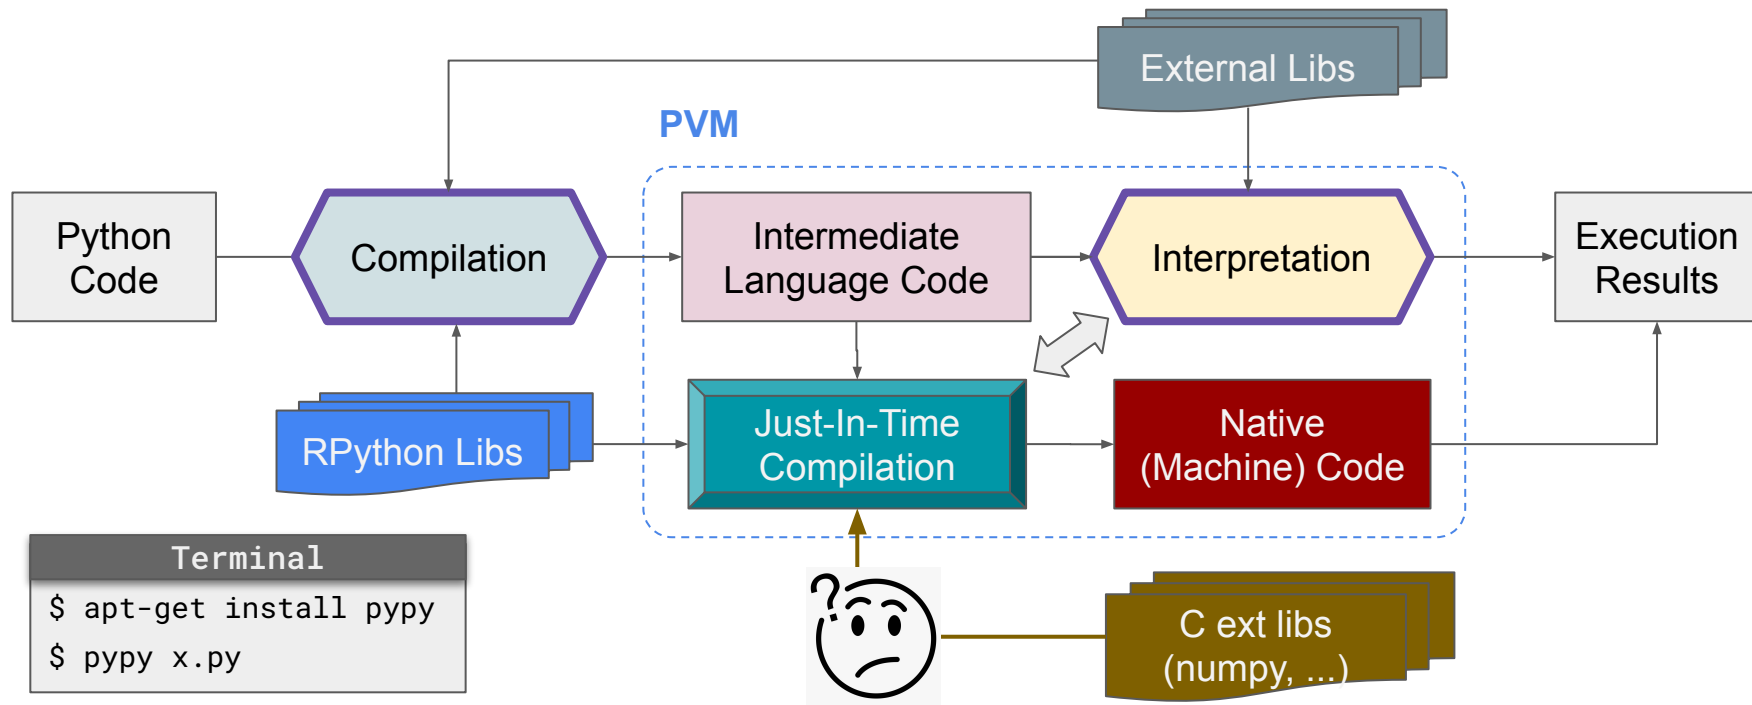 External Libs
PVM
Python
Code
Compilation
Intermediate
Language Code
Interpretation
Execution
Results
RPython Libs
Just-In-Time
Compilation
Native
(Machine) Code
Terminal
$ apt-get install pypy
$ pypy x.py
?
C ext libs
(numpy, ...)